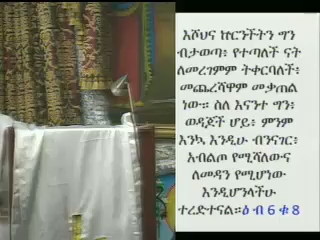 እሾህና ኵርንችትን ግን
ብታወጣ፥ የተጣለች ናት
ለመረገምም ትቀርባለች፥
መጨረሻዋም መቃጠል
ነው። ስለ እናንተ ግን፥
ወዳጆች ሆይ፥ ምንም
እንኳ እንዲሁ ብንናገር፥
አብልጦ የሚሻለውና
ለመዳን የሚሆነው
እንዲሆንላችሁ
ተረድተናል።ዕ ብ 6 ቁ 8